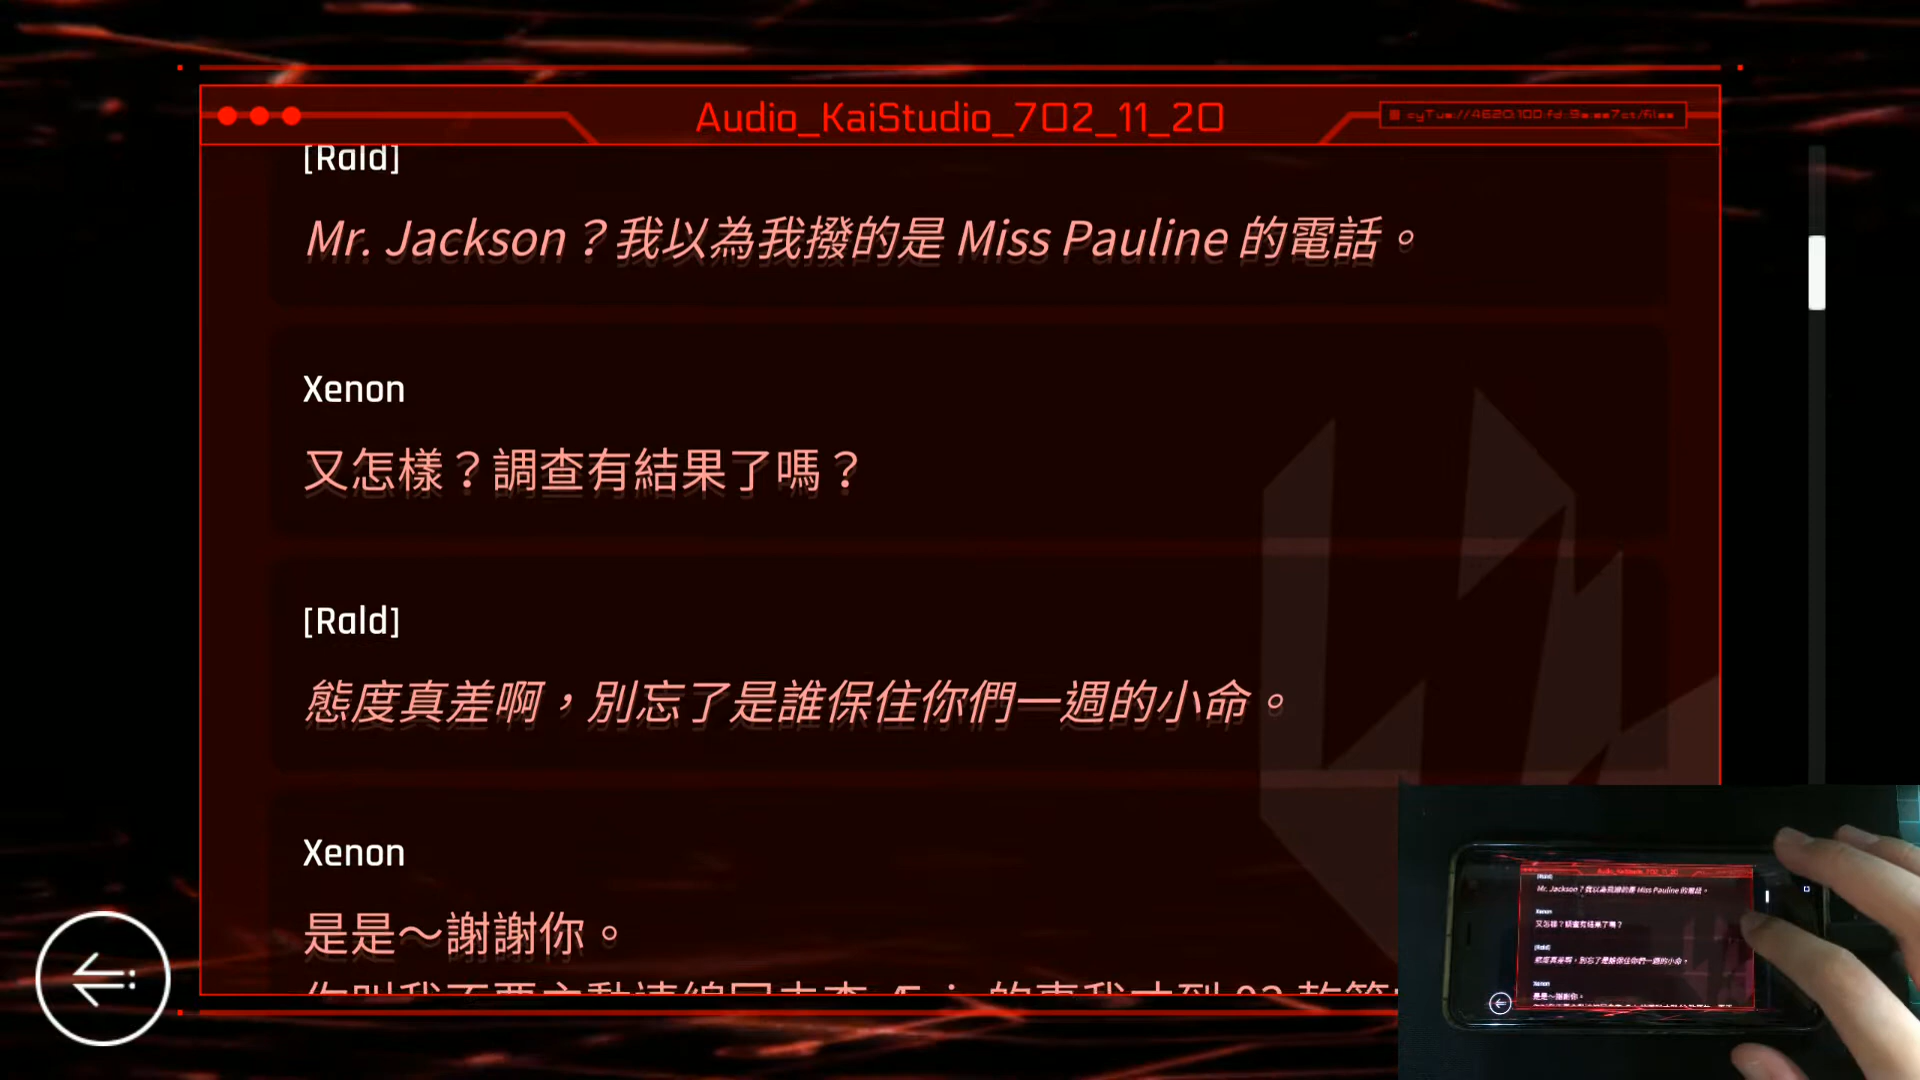 Audio_KaiStudio_702_11_20
[Rald]
Mr. Jackson？我以為我撥的是 Miss Pauline 的電話。
Xenon
又怎樣？調查有結果了嗎？
[Rald]
態度真差啊，別忘了是誰保住你們一週的小命。
Xenon
是是～謝謝你。